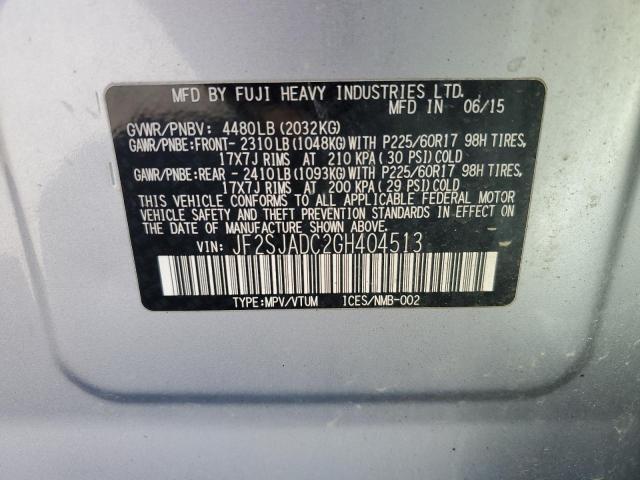 MFD BY FUJI HEAVY INDUSTRIES LTD.
MFD IN 06/15
GVWR/PNBV: 4480LB(2032KG)
GAWR/PNBE:FRONT- 2310LB(1048KG)WITH P225/60R17 98H TIRES,
17X7J RIMS AT 210 KPA(30 PSI)COLD
GAWR/PNBE:REAR - 2410LB(1093KG)WITH P225/60R17 98H TIRES,
17X7J RIMS AT 200 KPA(29 PSI)COLD
THIS VEHICLE CONFORMS TO ALL APPLICABLE FEDERAL MOTOR
VEHICLE SAFETY AND THEFT PREVENTION STANDARDS IN EFFECT
ON THE DATE OF MANUFACTURE SHOWN ABOVE.
VIN: JF2SJADC2GH404513
TYPE:MPV/VTUM ICES/NMB-002